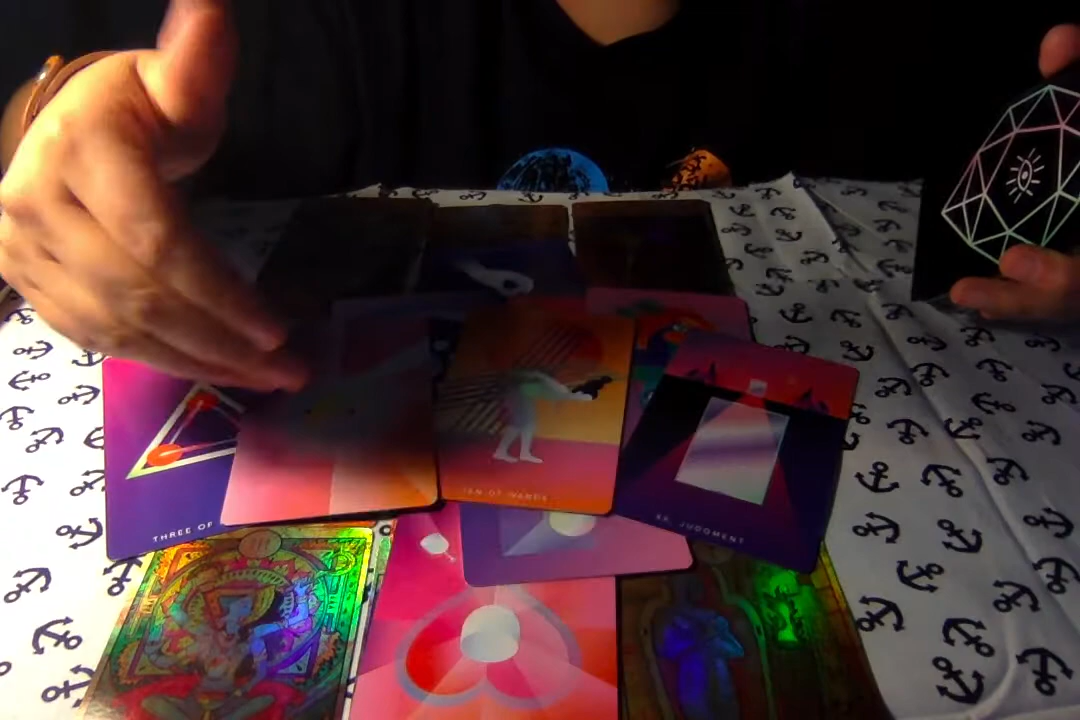 THREE OF
TEN OF WANDS
XX. JUDGMENT